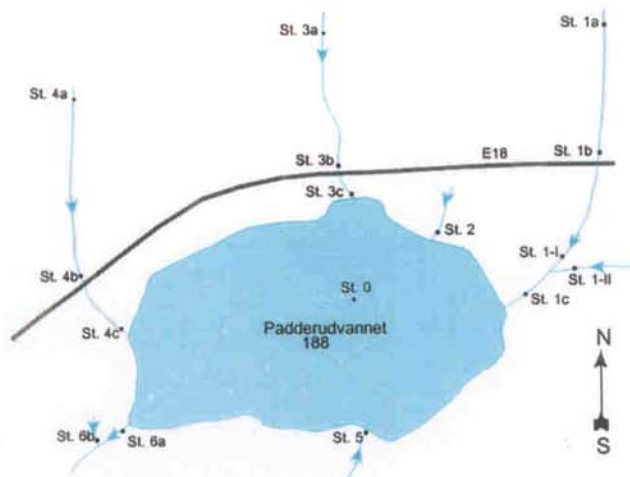 St. 3a
St. 1a
St. 4a
St. 3b
E18
St. 1b
St. 3c
St. 2
St. 1-I
St. 1-II
St. 4b
St. 0
St. 1c
St. 4c
Padderudvannet
188
N
S
St. 6b
St. 6a
St. 5